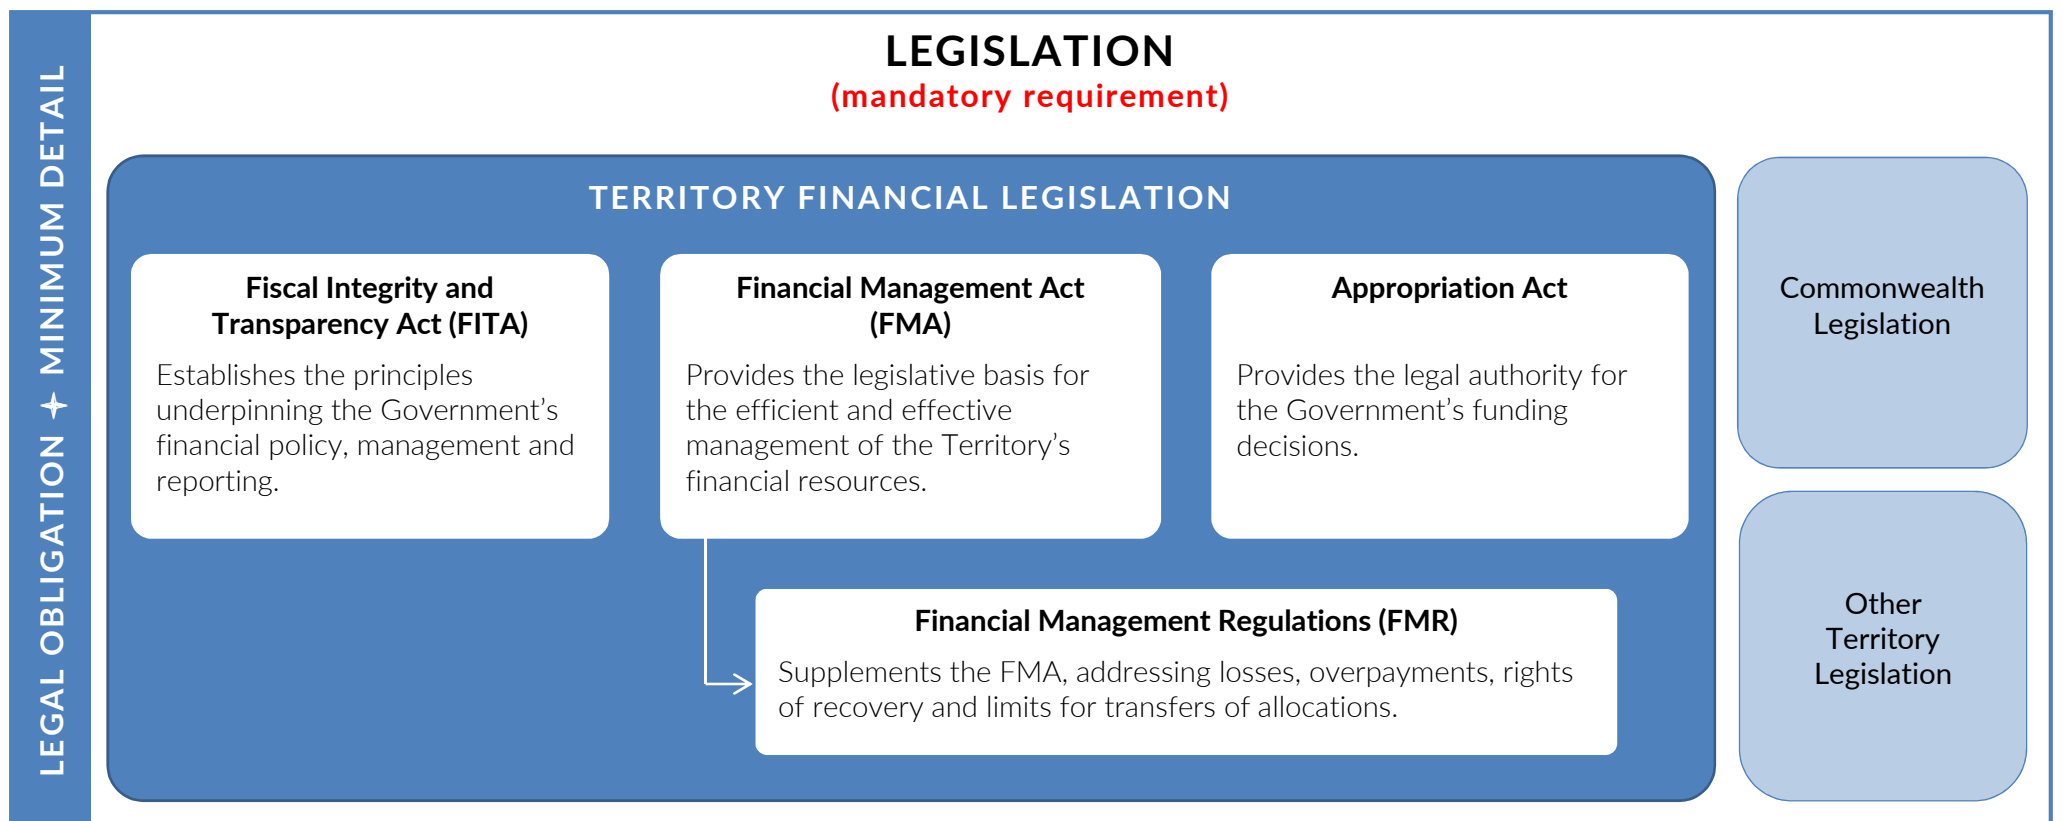 LEGISLATION
(mandatory requirement)
LEGAL OBLIGATION ✦ MINIMUM DETAIL
TERRITORY FINANCIAL LEGISLATION
Fiscal Integrity and
Transparency Act (FITA)
Establishes the principles
underpinning the Government’s
financial policy, management and
reporting.
Financial Management Act
(FMA)
Provides the legislative basis for
the efficient and effective
management of the Territory’s
financial resources.
Appropriation Act
Provides the legal authority for
the Government’s funding
decisions.
Financial Management Regulations (FMR)
Supplements the FMA, addressing losses, overpayments, rights
of recovery and limits for transfers of allocations.
Commonwealth
Legislation
Other
Territory
Legislation